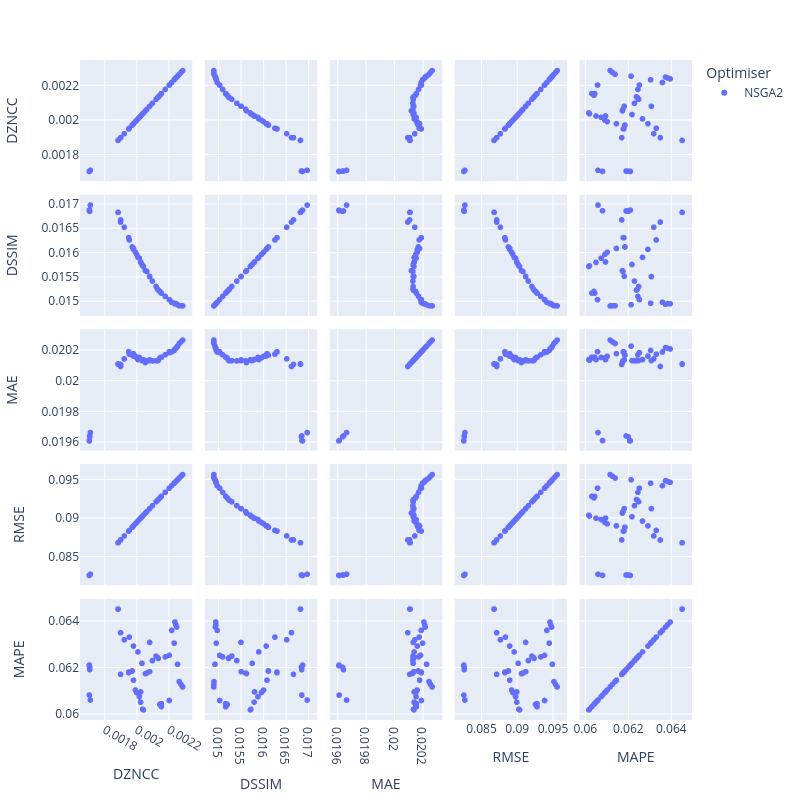 Optimiser
NSGA2
DZNCC
0.0022
0.002
0.0018
DSSIM
0.017
0.0165
0.016
0.0155
0.015
MAE
0.0202
0.02
0.0198
0.0196
RMSE
0.095
0.09
0.085
MAPE
0.064
0.062
0.06
0.0018 0.002 0.0022
0.015 0.0155 0.016 0.0165 0.017
0.0196 0.0198 0.02 0.0202
0.085 0.09 0.095
0.06 0.062 0.064
DZNCC
DSSIM
MAE
RMSE
MAPE